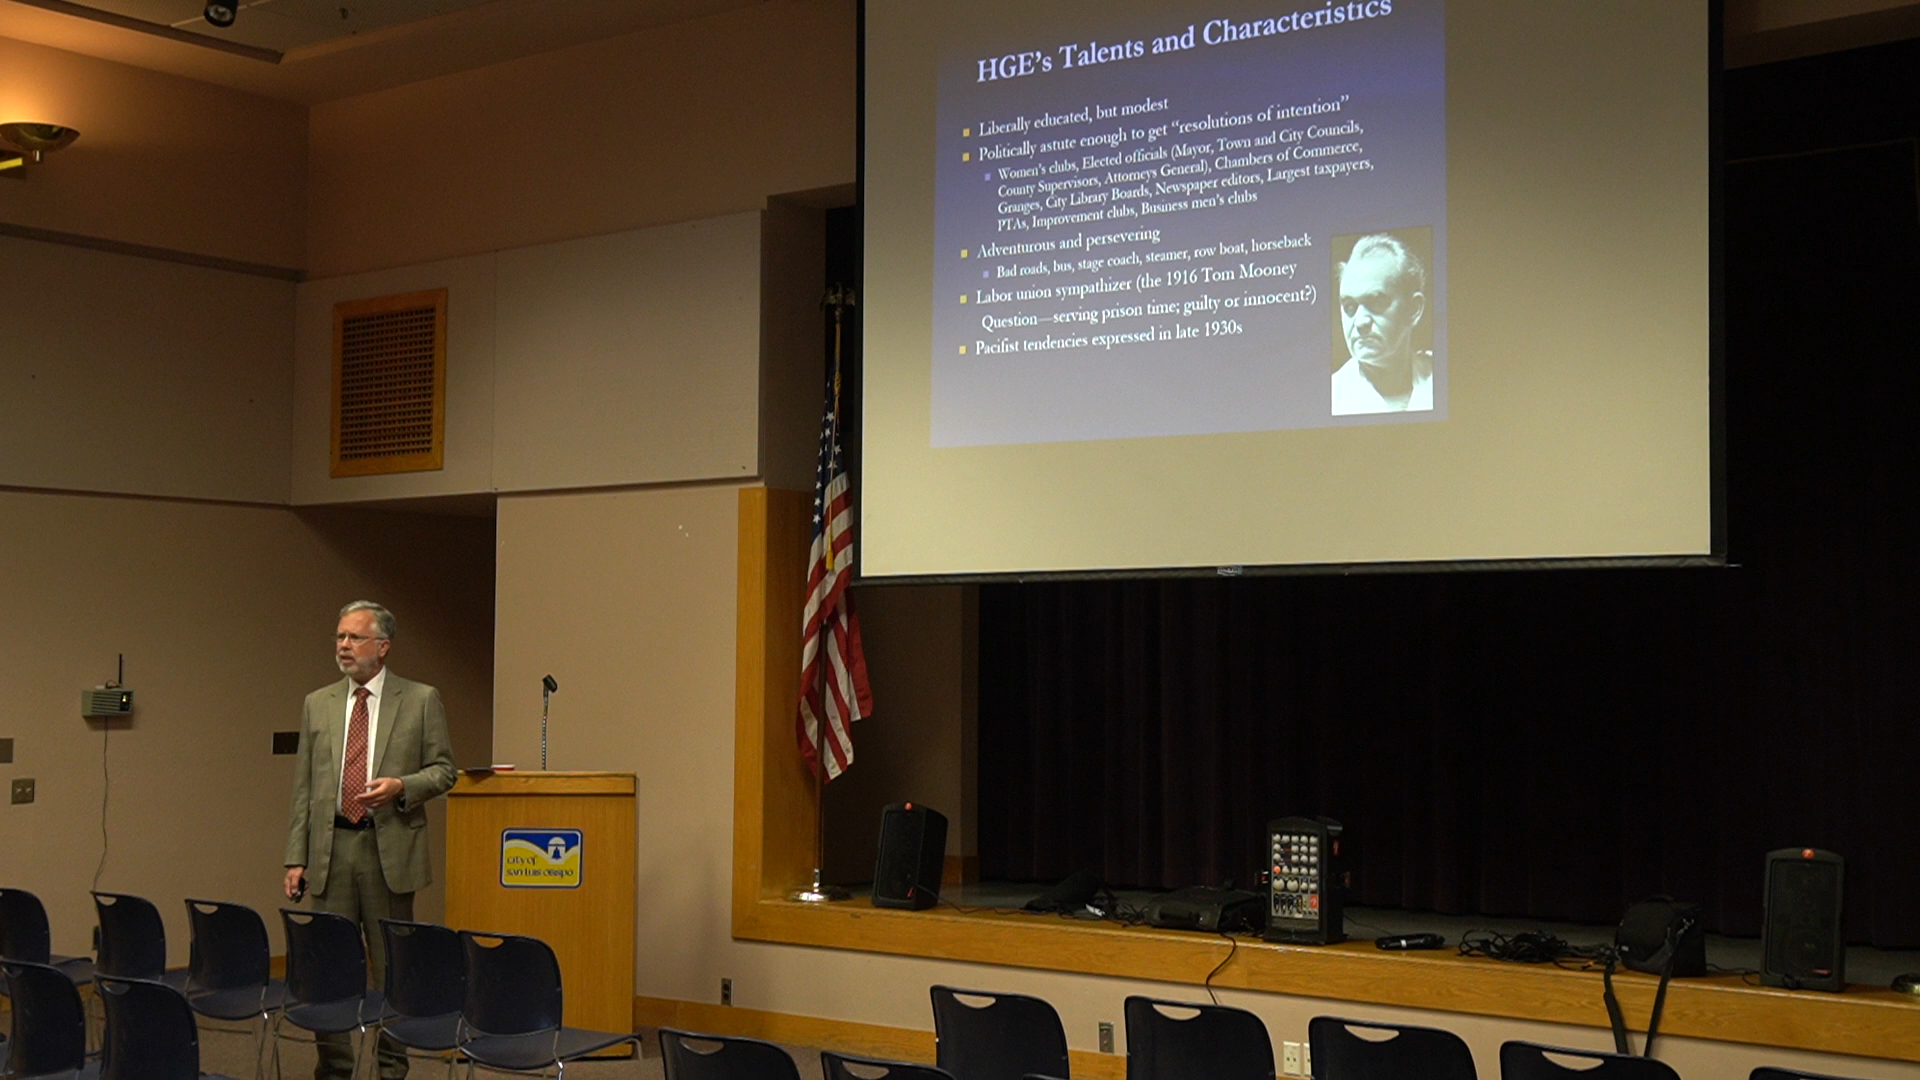 HGE's Talents and Characteristics
Liberally educated, but modest
Politically astute enough to get “resolutions of intention”
Women's clubs, Elected officials (Mayor, Town and City Councils,
County Supervisors, Attorneys General), Chambers of Commerce,
Granges, City Library Boards, Newspaper editors, Largest taxpayers,
PTAs, Improvement clubs, Business men's clubs
Adventurous and persevering
Bad roads, bus, stage coach, steamer, row boat, horseback
Labor union sympathizer (the 1916 Tom Mooney
Question—serving prison time; guilty or innocent?)
Pacifist tendencies expressed in late 1930s
city of
san luis obispo